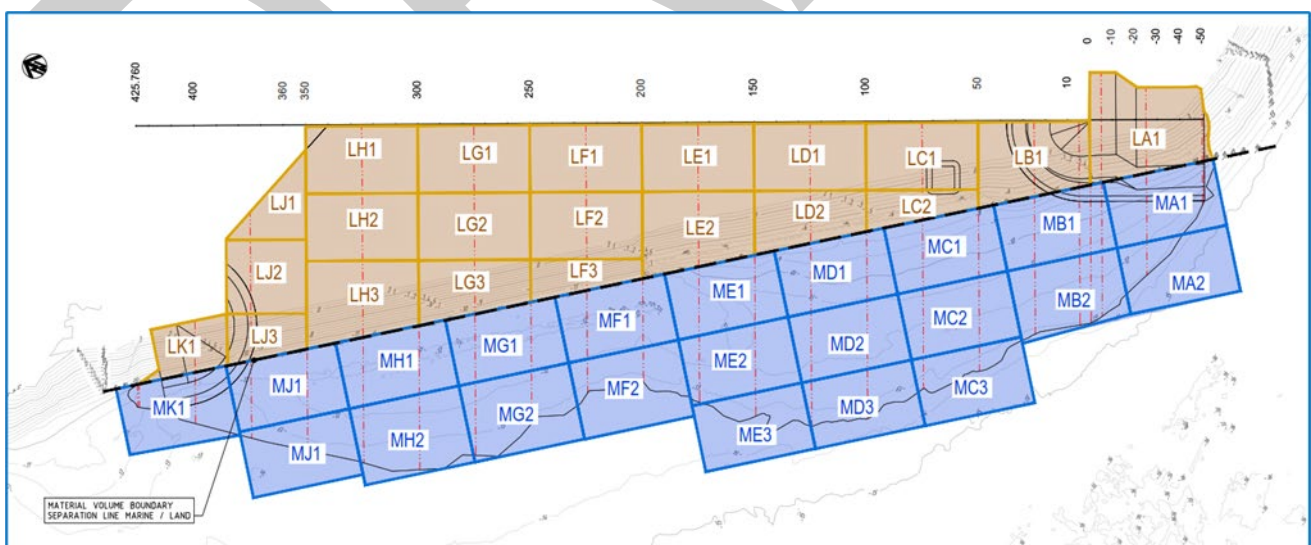 425.760
400
360
350
300
250
200
150
100
50
10
0
-10
-20
-30
-40
-50
LH1
LG1
LF1
LE1
LD1
LC1
LB1
LA1
LJ1
LH2
LG2
LF2
LE2
LD2
LC2
LJ2
LH3
LG3
LF3
LK1
LJ3
MA1
MB1
MC1
MD1
ME1
MF1
MG1
MH1
MJ1
MK1
MA2
MB2
MC2
MD2
ME2
MF2
MG2
MH2
MJ1
MC3
MD3
ME3
MATERIAL VOLUME BOUNDARY
SEPARATION LINE MARINE / LAND